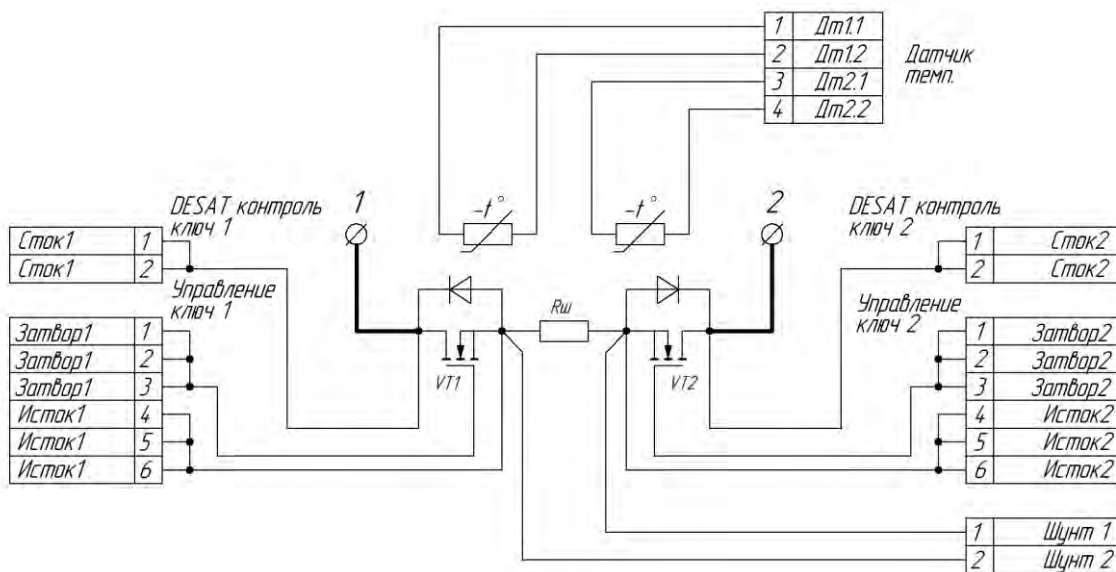 1 Дт1.1
2 Дт1.2
3 Дт2.1
4 Дт2.2
Датчик
темп.
DESAT контроль
ключ 1
1
-t°
-t°
2
DESAT контроль
ключ 2
Сток1 1
Сток1 2
1 Сток2
2 Сток2
Управление
ключ 1
Управление
ключ 2
Затвор1 1
Затвор1 2
Затвор1 3
Исток1 4
Исток1 5
Исток1 6
Rш
VT1
VT2
1 Затвор2
2 Затвор2
3 Затвор2
4 Исток2
5 Исток2
6 Исток2
1 Шунт 1
2 Шунт 2